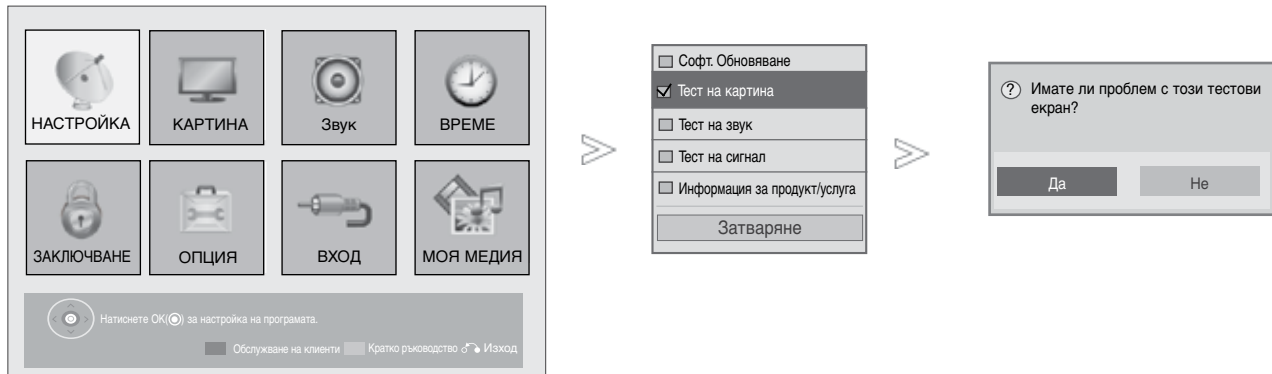 НАСТРОЙКА
КАРТИНА
Звук
ВРЕМЕ
ЗАКЛЮЧВАНЕ
ОПЦИЯ
ВХОД
МОЯ МЕДИЯ
Натиснете OK(◉) за настройка на програмата.
Обслужване на клиенти Кратко ръководство Изход
Софт. Обновяване
Тест на картина
Тест на звук
Тест на сигнал
Информация за продукт/услуга
Затваряне
? Имате ли проблем с този тестови
екран?
Да
Не